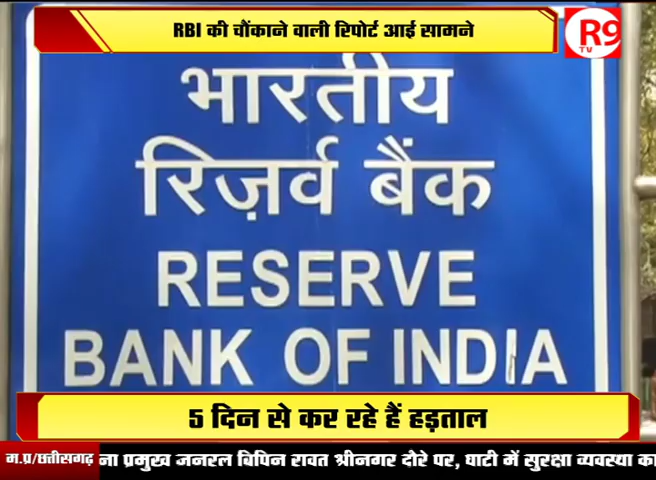 RBI की चौंकाने वाली रिपोर्ट आई सामने
R9
TV
भारतीय
रिज़र्व बैंक
RESERVE
BANK OF INDIA
5 दिन से कर रहे हैं हड़ताल
म.प्र/छत्तीसगढ़ ना प्रमुख जनरल बिपिन रावत श्रीनगर दौरे पर, घाटी में सुरक्षा व्यवस्था का